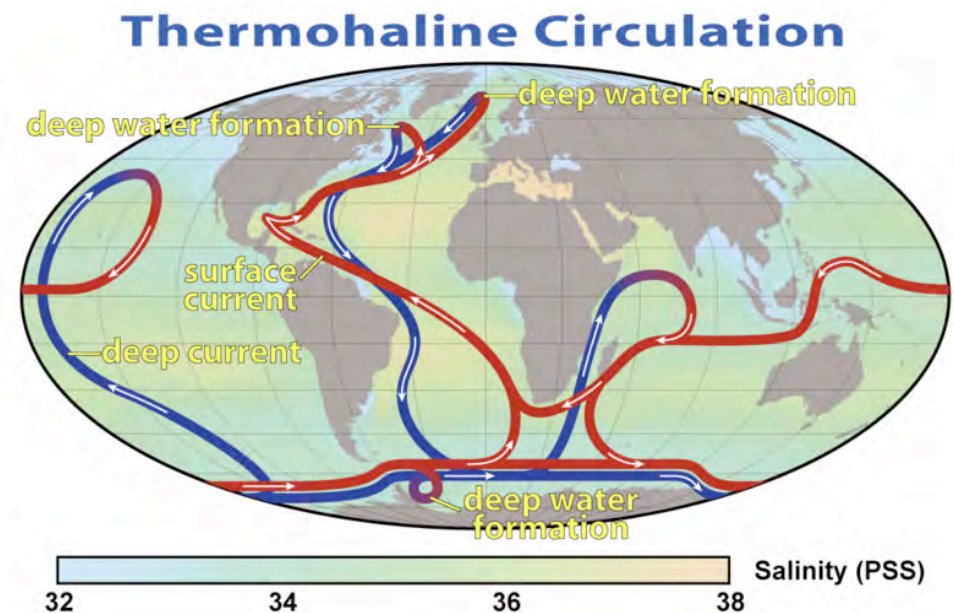 Thermohaline Circulation
deep water formation
deep water formation
surface
current
deep current
deep water
formation
Salinity (PSS)
32 34 36 38